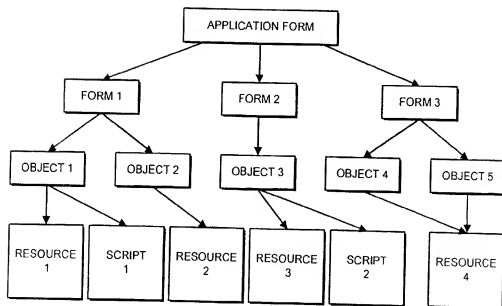 APPLICATION FORM
FORM 1
FORM 2
FORM 3
OBJECT 1
OBJECT 2
OBJECT 3
OBJECT 4
OBJECT 5
RESOURCE
1
SCRIPT
1
RESOURCE
2
RESOURCE
3
SCRIPT
2
RESOURCE
4